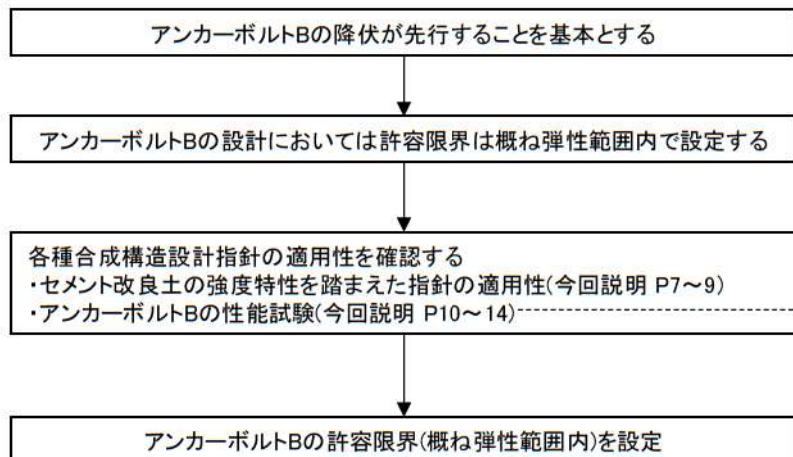 アンカーボルトBの降伏が先行することを基本とする
アンカーボルトBの設計においては許容限界は概ね弾性範囲内で設定する
各種合成構造設計指針の適用性を確認する
・セメント改良土の強度特性を踏まえた指針の適用性(今回説明 P7～9)
・アンカーボルトBの性能試験(今回説明 P10～14)
アンカーボルトBの許容限界(概ね弾性範囲内)を設定